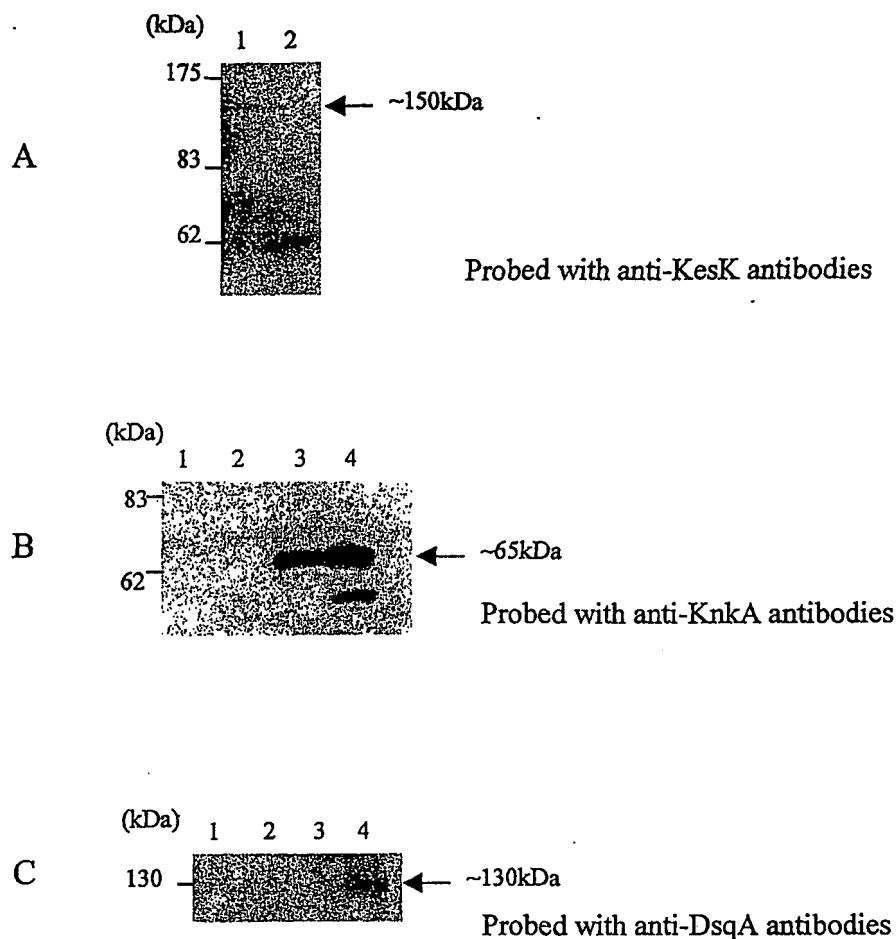 (kDa)
1 2
175
~150kDa
A
83
62
Probed with anti-KesK antibodies
(kDa)
1 2 3 4
83
B
~65kDa
62
Probed with anti-KnkA antibodies
(kDa)
1 2 3 4
C
130
~130kDa
Probed with anti-DsqA antibodies